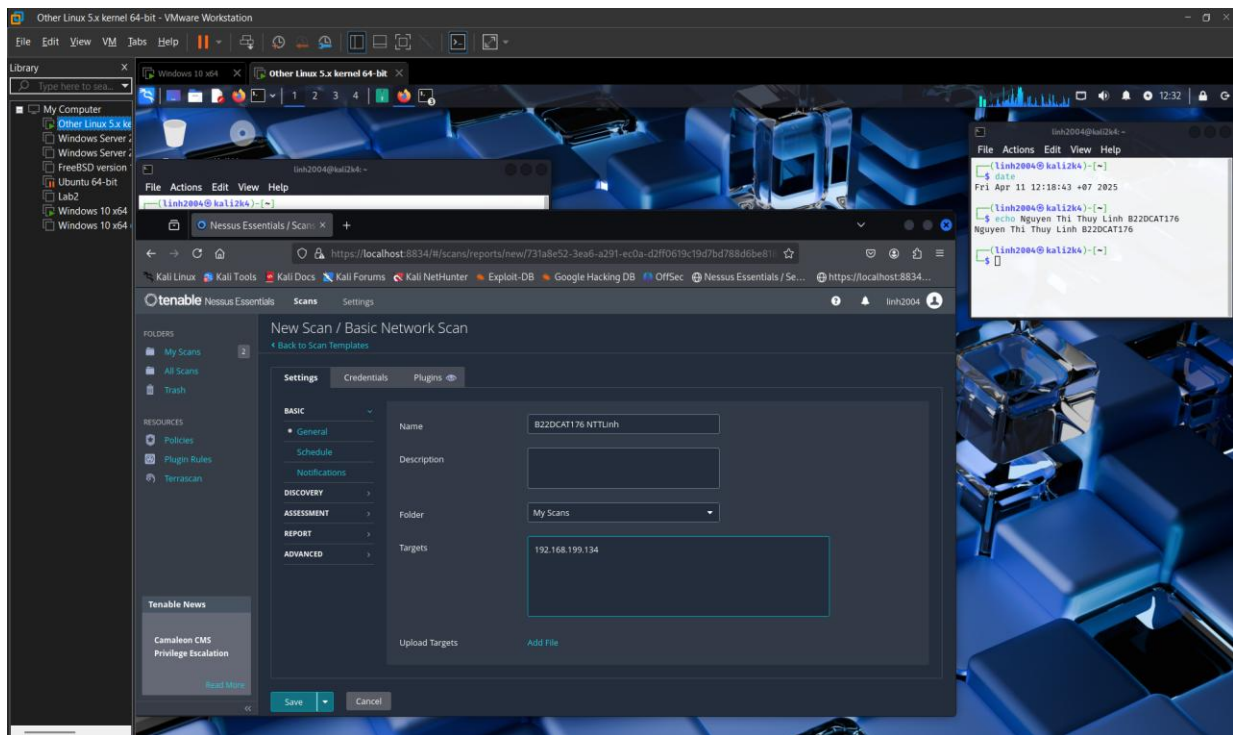 Other Linux 5.x kernel 64-bit - VMware Workstation
File Edit View VM Tabs Help
Library
Type here to sea...
My Computer
Other Linux 5.x ke
Windows Server 2
Windows Server 2
FreeBSD version
Ubuntu 64-bit
Lab2
Windows 10 x64
Windows 10 x64
Windows 10 x64
Other Linux 5.x kernel 64-bit
1 2 3 4
12:32
linh2004@kali2k4: ~
File Actions Edit View Help
(linh2004㉿kali2k4)-[~]
linh2004@kali2k4: ~
File Actions Edit View Help
(linh2004㉿kali2k4)-[~]
$ date
Fri Apr 11 12:18:43 +07 2025
(linh2004㉿kali2k4)-[~]
$ echo Nguyen Thi Thuy Linh B22DCAT176
Nguyen Thi Thuy Linh B22DCAT176
(linh2004㉿kali2k4)-[~]
$
Nessus Essentials / Scans
https://localhost:8834/#/scans/reports/new/731a8e52-3ea6-a291-ec0a-d2ff0619c19d7bd788d6be818
Kali Linux Kali Tools Kali Docs Kali Forums Kali NetHunter Exploit-DB Google Hacking DB OffSec Nessus Essentials / Se... https://localhost:8834...
tenable Nessus Essentials Scans Settings linh2004
FOLDERS
My Scans 2
All Scans
Trash
RESOURCES
Policies
Plugin Rules
Terrascan
Tenable News
Camaleon CMS
Privilege Escalation
Read More
New Scan / Basic Network Scan
Back to Scan Templates
Settings Credentials Plugins
BASIC
General
Schedule
Notifications
DISCOVERY
ASSESSMENT
REPORT
ADVANCED
Name B22DCAT176 NTTLinh
Description
Folder My Scans
Targets 192.168.199.134
Upload Targets Add File
Save Cancel